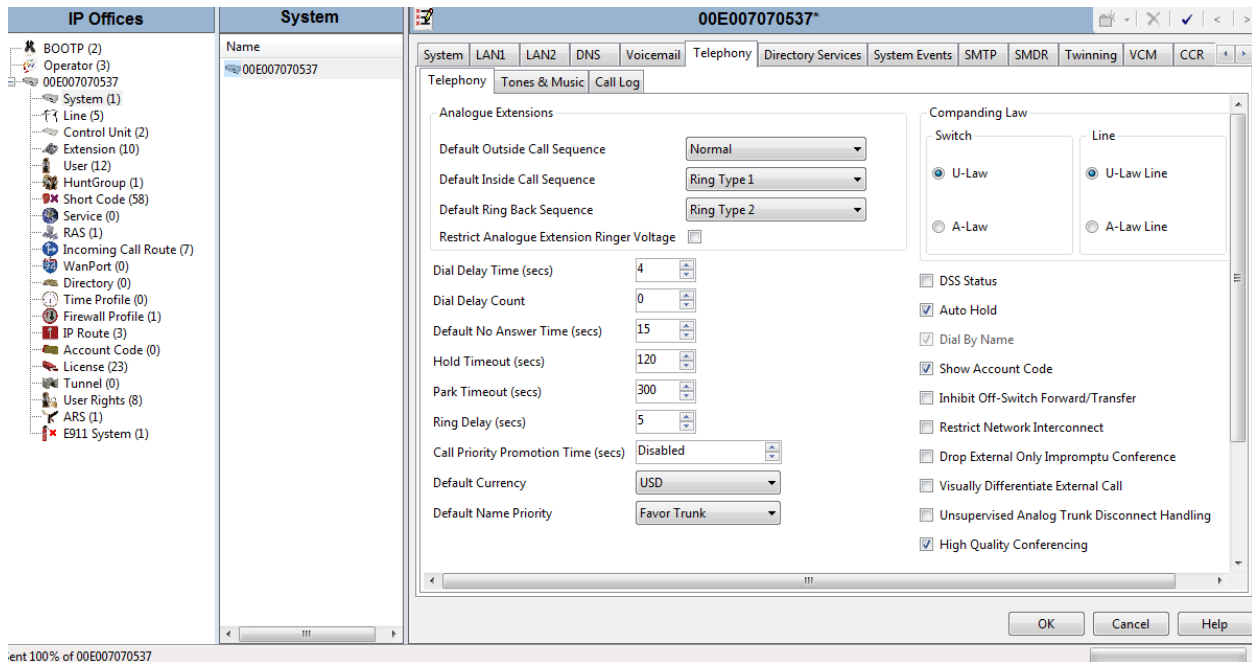 IP Offices
BOOTP (2)
Operator (3)
00E007070537
System (1)
Line (5)
Control Unit (2)
Extension (10)
User (12)
HuntGroup (1)
Short Code (58)
Service (0)
RAS (1)
Incoming Call Route (7)
WanPort (0)
Directory (0)
Time Profile (0)
Firewall Profile (1)
IP Route (3)
Account Code (0)
License (23)
Tunnel (0)
User Rights (8)
ARS (1)
E911 System (1)
System
Name
00E007070537
00E007070537*
System LAN1 LAN2 DNS Voicemail Telephony Directory Services System Events SMTP SMDR Twinning VCM CCR
Telephony Tones & Music Call Log
Analogue Extensions
Default Outside Call Sequence Normal
Default Inside Call Sequence Ring Type 1
Default Ring Back Sequence Ring Type 2
Restrict Analogue Extension Ringer Voltage
Dial Delay Time (secs) 4
Dial Delay Count 0
Default No Answer Time (secs) 15
Hold Timeout (secs) 120
Park Timeout (secs) 300
Ring Delay (secs) 5
Call Priority Promotion Time (secs) Disabled
Default Currency USD
Default Name Priority Favor Trunk
Companding Law
Switch Line
U-Law U-Law Line
A-Law A-Law Line
DSS Status
Auto Hold
Dial By Name
Show Account Code
Inhibit Off-Switch Forward/Transfer
Restrict Network Interconnect
Drop External Only Impromptu Conference
Visually Differentiate External Call
Unsupervised Analog Trunk Disconnect Handling
High Quality Conferencing
OK Cancel Help
ent 100% of 00E007070537